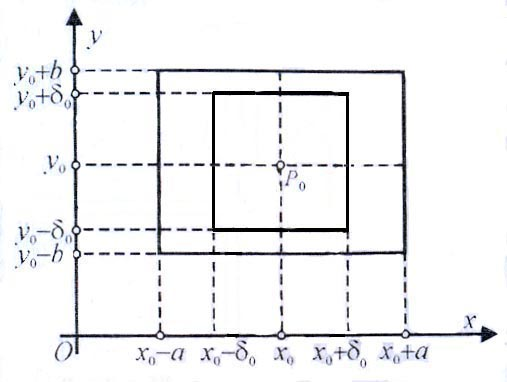 y
y₀+b
y₀+δ₀
y₀
P₀
y₀−δ₀
y₀−b
x
O x₀−a x₀−δ₀ x₀ x₀+δ₀ x₀+a